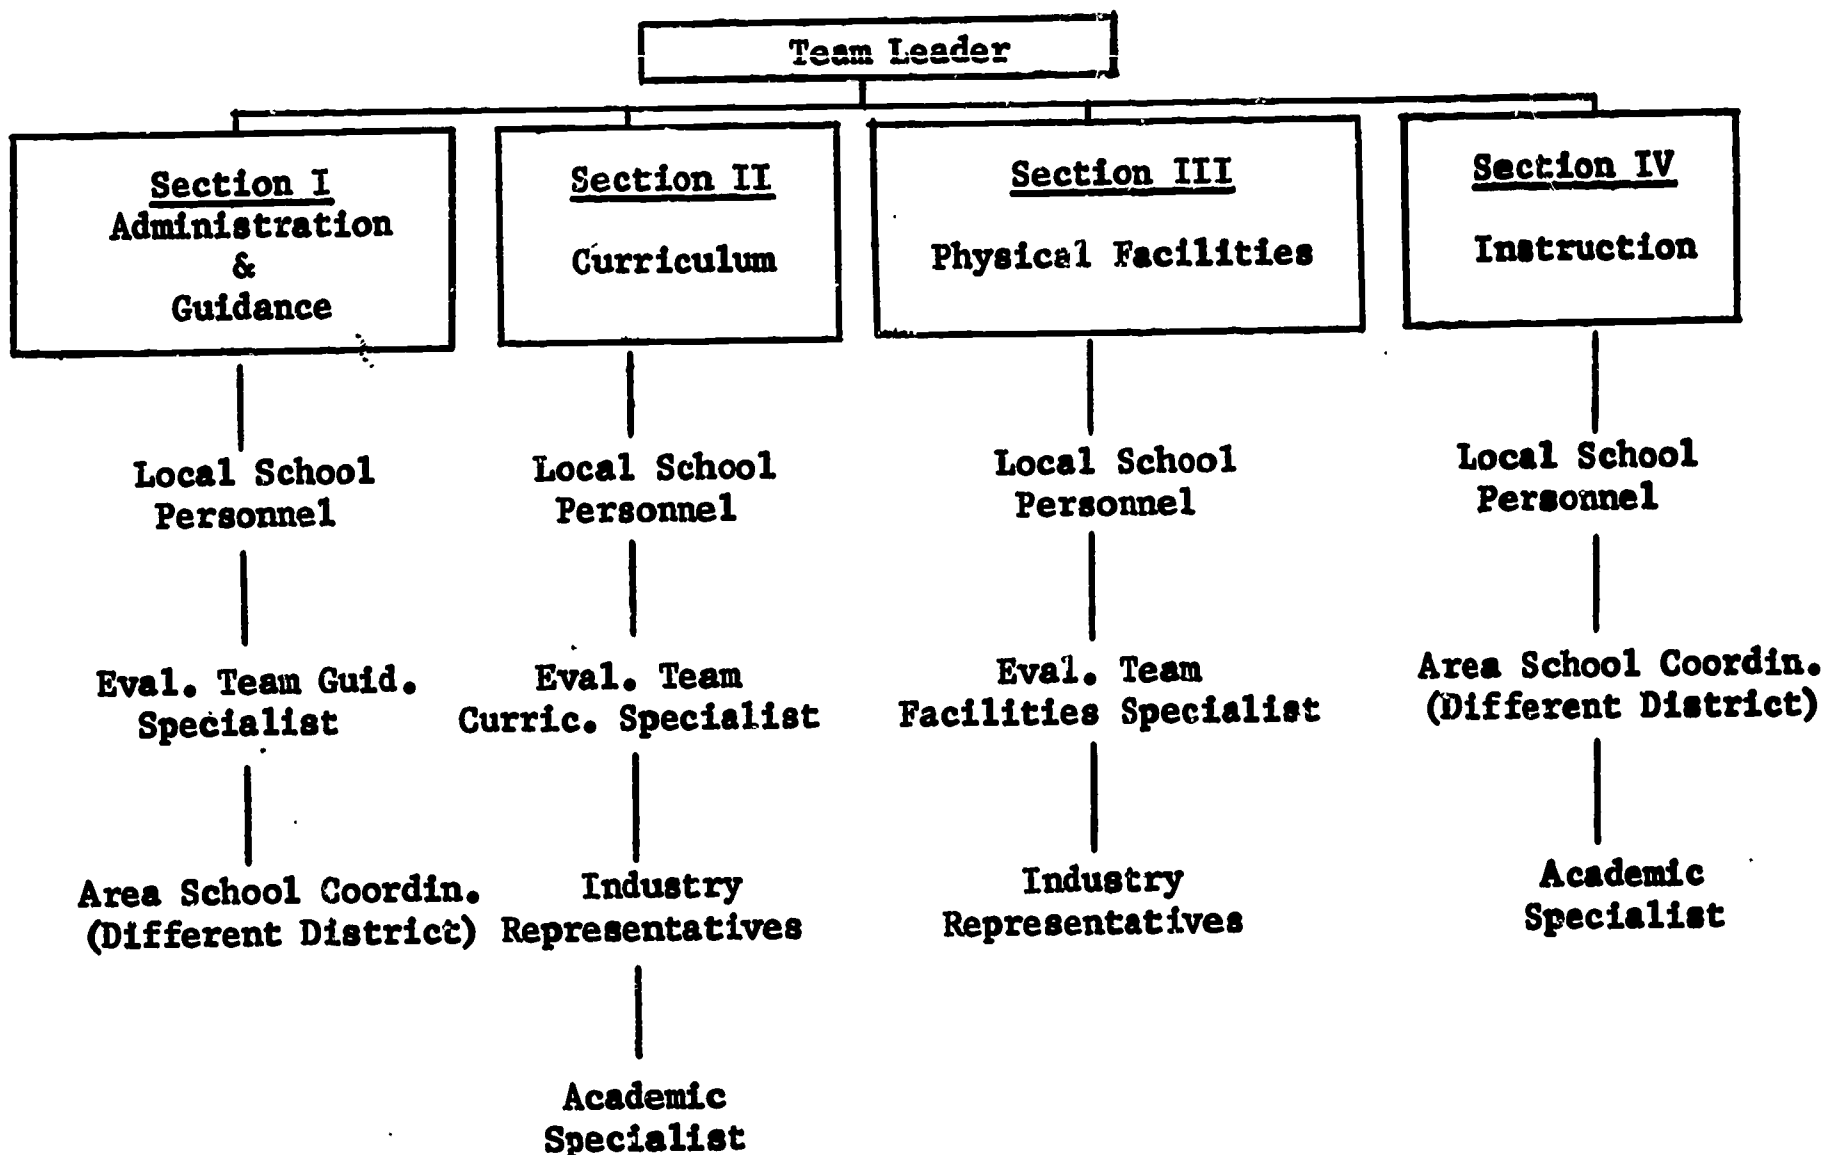 Team Leader
Section I
Administration
&
Guidance
Section II
Curriculum
Section III
Physical Facilities
Section IV
Instruction
Local School
Personnel
Eval. Team Guid.
Specialist
Area School Coordin.
(Different District)
Local School
Personnel
Eval. Team
Curric. Specialist
Industry
Representatives
Academic
Specialist
Local School
Personnel
Eval. Team
Facilities Specialist
Industry
Representatives
Local School
Personnel
Area School Coordin.
(Different District)
Academic
Specialist